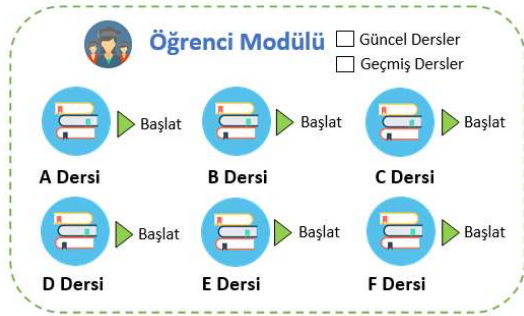 Öğrenci Modülü
Güncel Dersler
Geçmiş Dersler
Başlat
Başlat
Başlat
A Dersi
B Dersi
C Dersi
Başlat
Başlat
Başlat
D Dersi
E Dersi
F Dersi